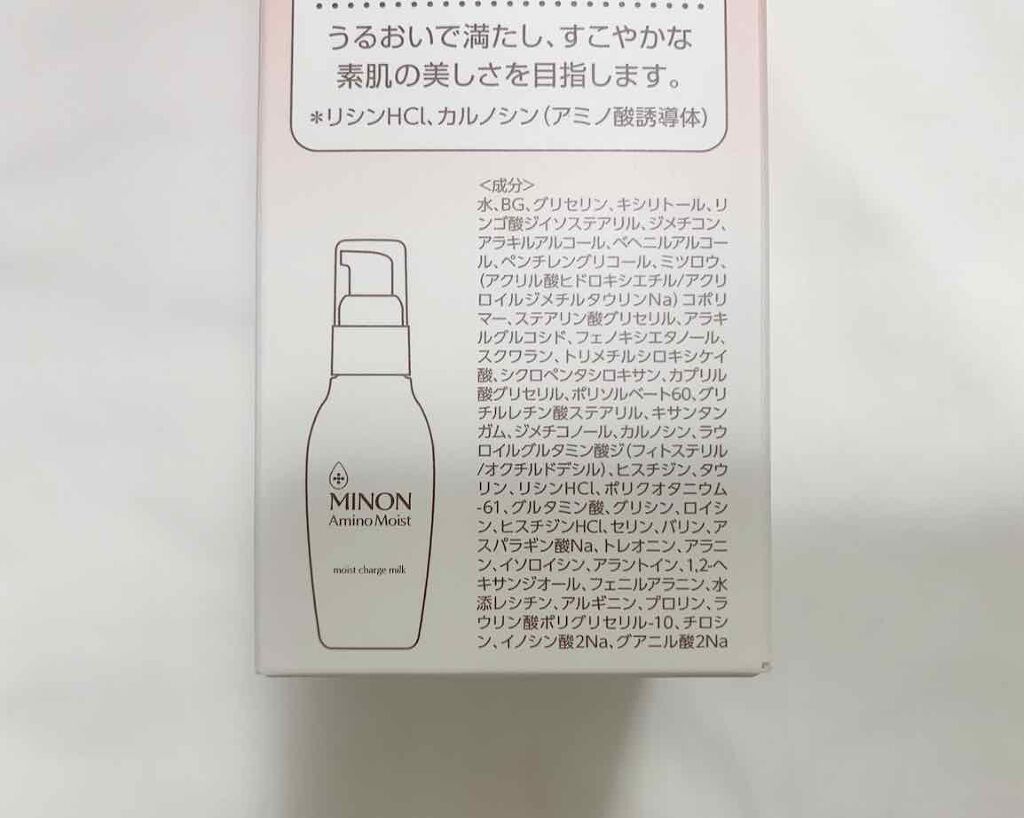 うるおいで満たし、すこやかな
素肌の美しさを目指します。
*リシンHCl、カルノシン(アミノ酸誘導体)
<成分>
水、BG、グリセリン、キシリトール、リ
ンゴ酸ジイソステアリル、ジメチコン、
アラキルアルコール、ベヘニルアルコー
ル、ペンチレングリコール、ミツロウ、
(アクリル酸ヒドロキシエチル/アクリ
ロイルジメチルタウリンNa)コポリ
マー、ステアリン酸グリセリル、アラキ
ルグルコシド、フェノキシエタノール、
スクワラン、トリメチルシロキシケイ
酸、シクロペンタシロキサン、カプリル
酸グリセリル、ポリソルベート60、グリ
チルレチン酸ステアリル、キサンタン
ガム、ジメチコノール、カルノシン、ラウ
ロイルグルタミン酸ジ(フィトステリル
/オクチルドデシル)、ヒスチジン、タウ
リン、リシンHCl、ポリクオタニウム
-61、グルタミン酸、グリシン、ロイシ
ン、ヒスチジンHCl、セリン、バリン、ア
スパラギン酸Na、トレオニン、アラニ
ン、イソロイシン、アラントイン、1,2-ヘ
キサンジオール、フェニルアラニン、水
添レシチン、アルギニン、プロリン、ラ
ウリン酸ポリグリセリル-10、チロシ
ン、イノシン酸2Na、グアニル酸2Na
MINON
Amino Moist
moist charge milk